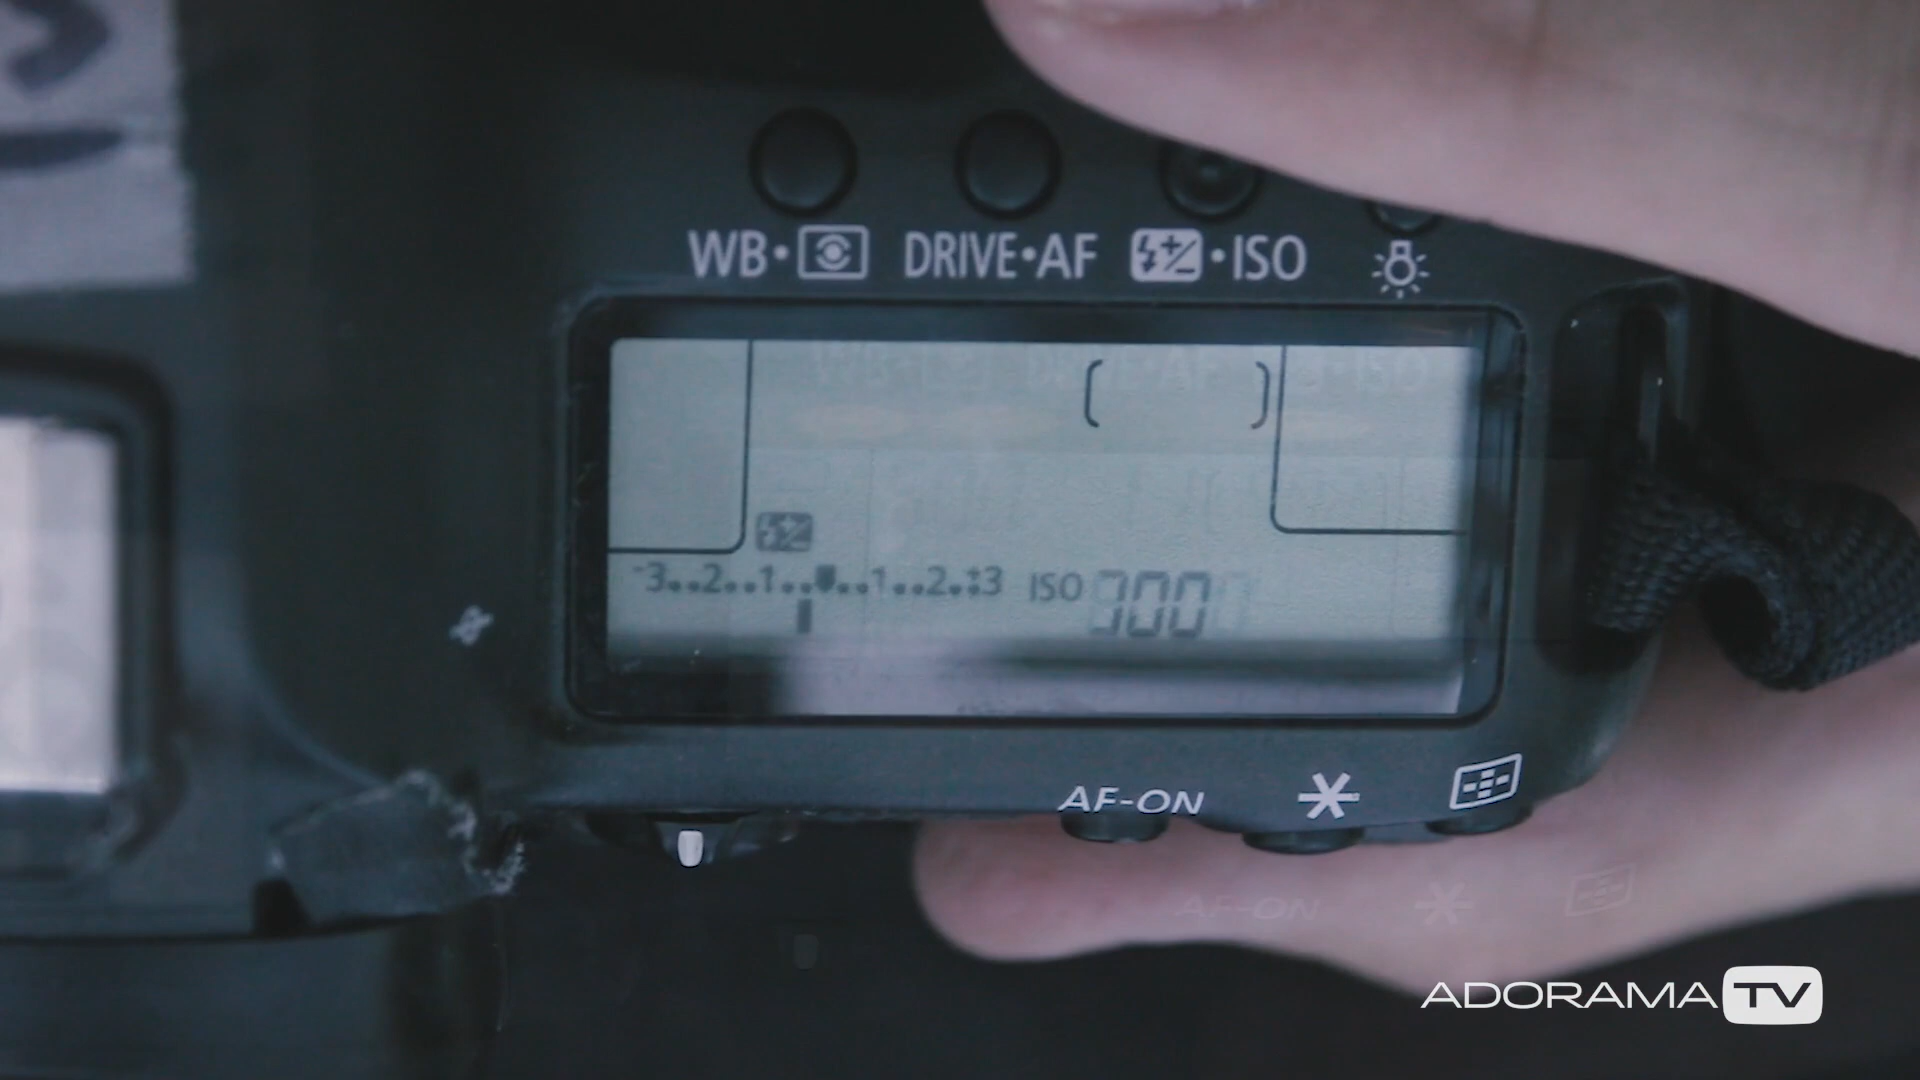 WB• DRIVE•AF •ISO
-3..2..1..▼..1..2.:+3 ISO
AF-ON
ADORAMA TV